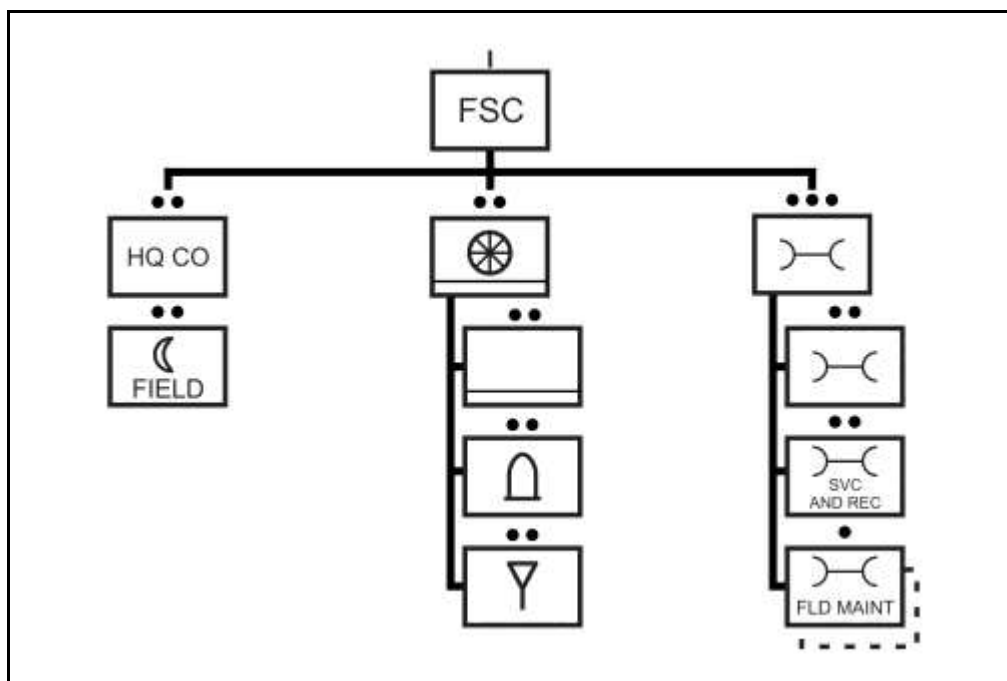 FSC
HQ CO
FIELD
SVC
AND REC
FLD MAINT